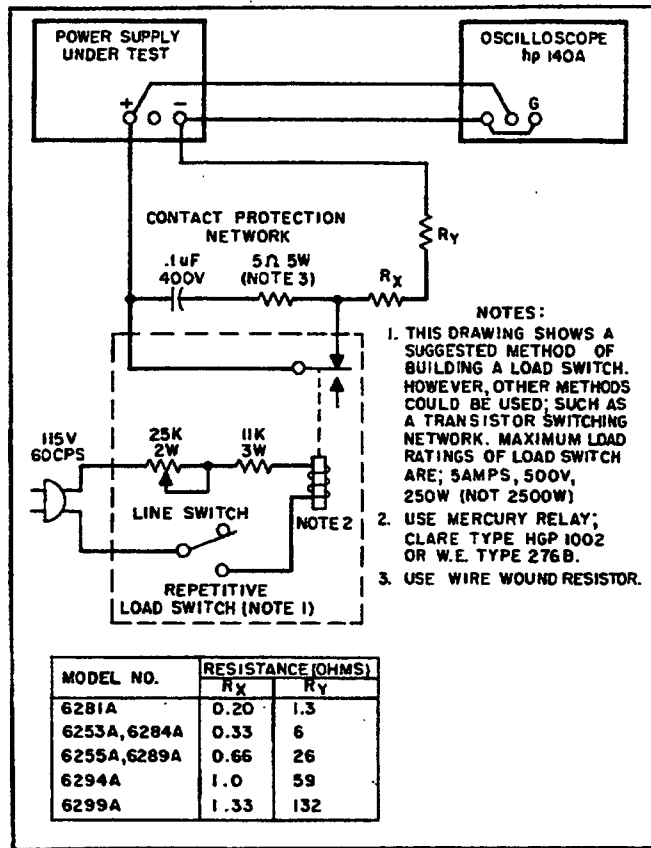 POWER SUPPLY
UNDER TEST
OSCILLOSCOPE
hp 140A
+
-
G
CONTACT PROTECTION
NETWORK
.1uF
400V
5Ω 5W
(NOTE 3)
RX
RY
115V
60CPS
25K
2W
11K
3W
LINE SWITCH
NOTE 2
REPETITIVE
LOAD SWITCH (NOTE 1)
NOTES:
1. THIS DRAWING SHOWS A
SUGGESTED METHOD OF
BUILDING A LOAD SWITCH.
HOWEVER, OTHER METHODS
COULD BE USED; SUCH AS
A TRANSISTOR SWITCHING
NETWORK. MAXIMUM LOAD
RATINGS OF LOAD SWITCH
ARE; 5AMPS, 500V,
250W (NOT 2500W)
2. USE MERCURY RELAY;
CLARE TYPE HGP 1002
OR W.E. TYPE 276B.
3. USE WIRE WOUND RESISTOR.
MODEL NO. RESISTANCE (OHMS)
RX RY
6281A 0.20 1.3
6253A, 6284A 0.33 6
6255A, 6289A 0.66 26
6294A 1.0 59
6299A 1.33 132